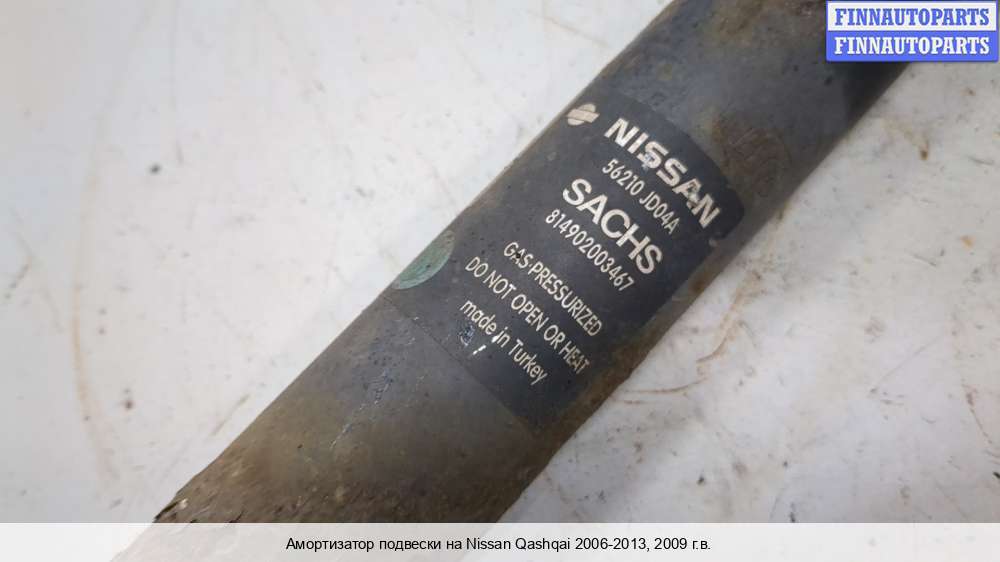 FINNAUTOPARTS
FINNAUTOPARTS
NISSAN
56210 JD04A
SACHS
814902003467
GAS-PRESSURIZED
DO NOT OPEN OR HEAT
made in Turkey
Амортизатор подвески на Nissan Qashqai 2006-2013, 2009 г.в.